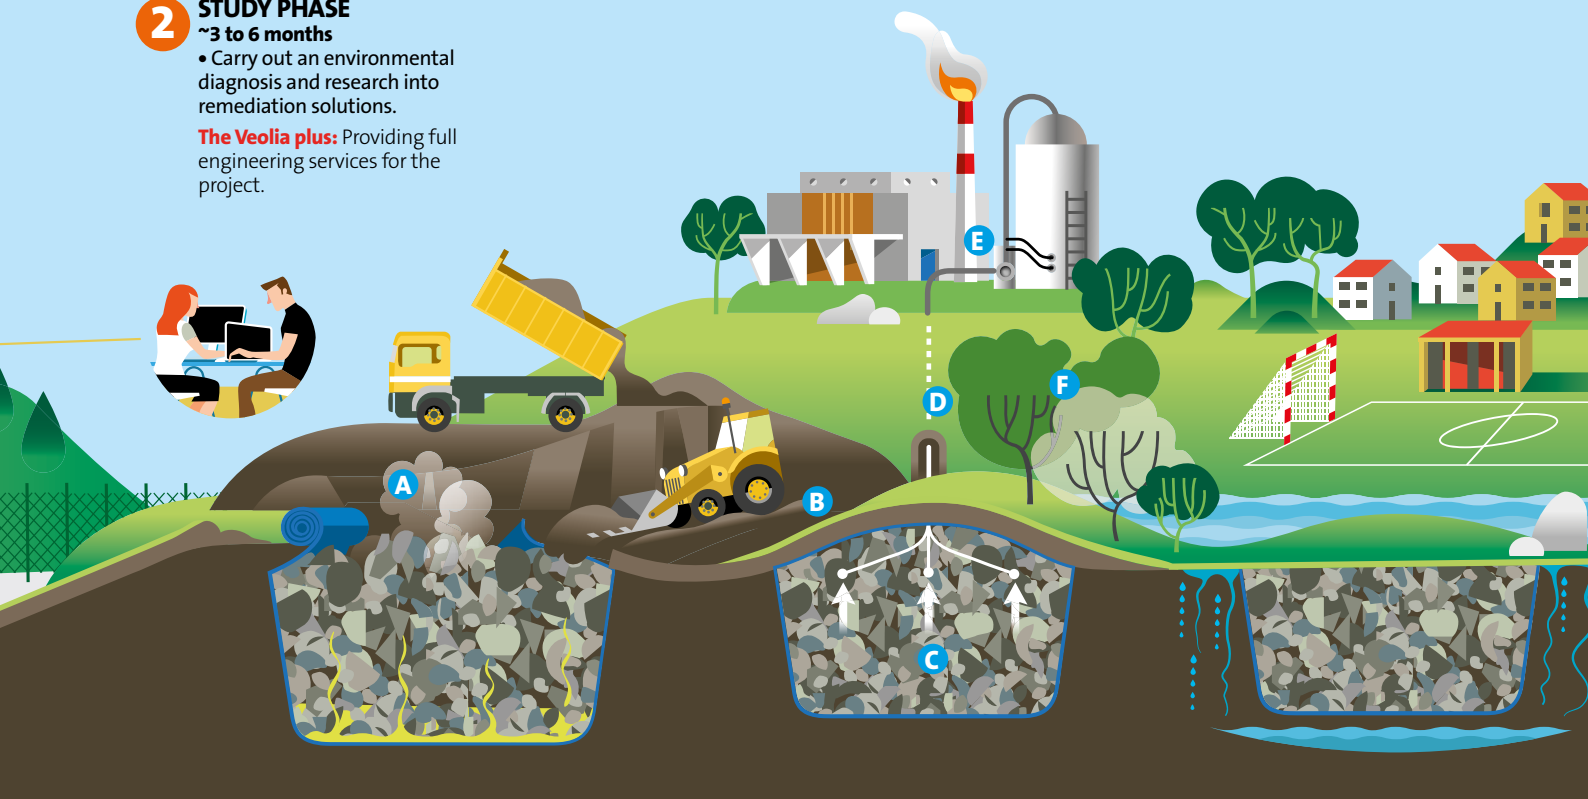 2
STUDY PHASE
~3 to 6 months
• Carry out an environmental
diagnosis and research into
remediation solutions.
The Veolia plus: Providing full
engineering services for the
project.
E
F
D
A
B
C